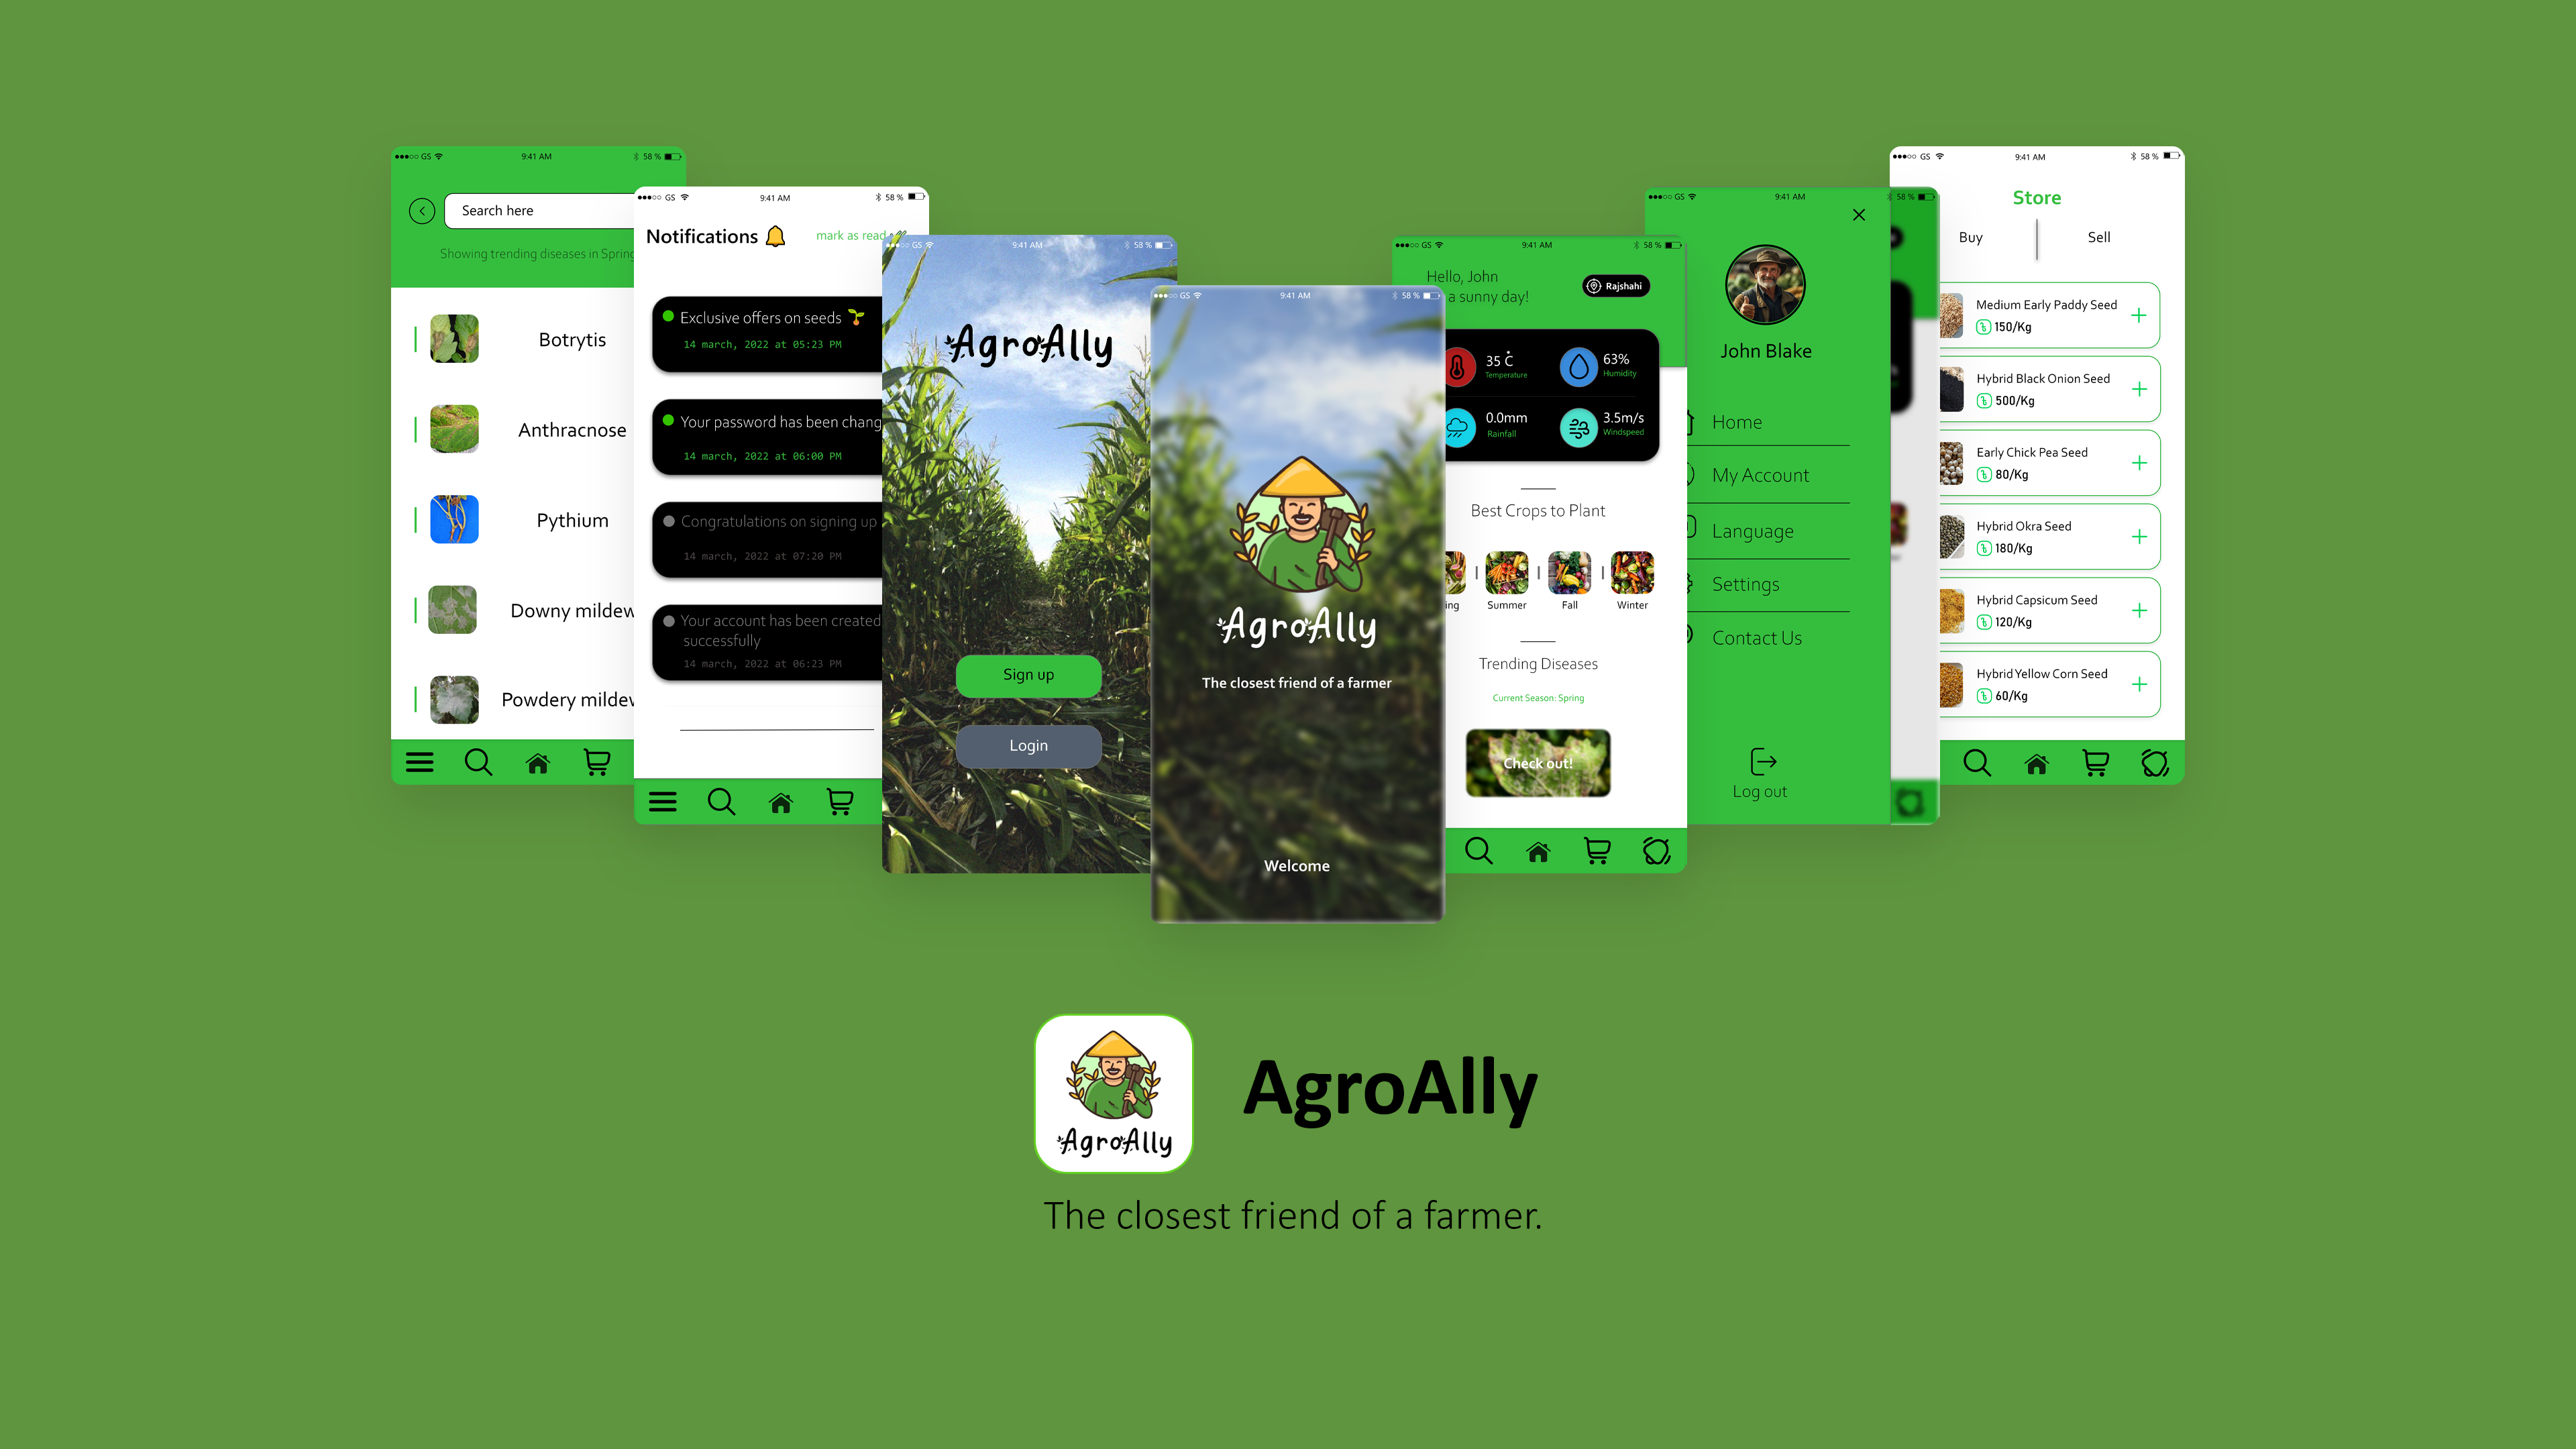 GS
9:41 AM
58 %
Search here
Showing trending diseases in Spring
Botrytis
Anthracnose
Pythium
Downy mildew
Powdery mildew
GS
9:41 AM
58 %
Notifications
mark as read
Exclusive offers on seeds
14 march, 2022 at 05:23 PM
Your password has been chang
14 march, 2022 at 06:00 PM
Congratulations on signing up
14 march, 2022 at 07:20 PM
Your account has been created
successfully
14 march, 2022 at 06:23 PM
GS
9:41 AM
58 %
AgroAlly
Sign up
Login
GS
9:41 AM
58 %
AgroAlly
The closest friend of a farmer
Welcome
GS
9:41 AM
58 %
Hello, John
a sunny day!
Rajshahi
35 C
Temperature
63%
Humidity
0.0mm
Rainfall
3.5m/s
Windspeed
Best Crops to Plant
ing
Summer
Fall
Winter
Trending Diseases
Current Season: Spring
Check out!
GS
9:41 AM
58 %
John Blake
Home
My Account
Language
Settings
Contact Us
Log out
GS
9:41 AM
58 %
Store
Buy
Sell
Medium Early Paddy Seed
৳ 150/Kg
Hybrid Black Onion Seed
৳ 500/Kg
Early Chick Pea Seed
৳ 80/Kg
Hybrid Okra Seed
৳ 180/Kg
Hybrid Capsicum Seed
৳ 120/Kg
Hybrid Yellow Corn Seed
৳ 60/Kg
AgroAlly
AgroAlly
The closest friend of a farmer.